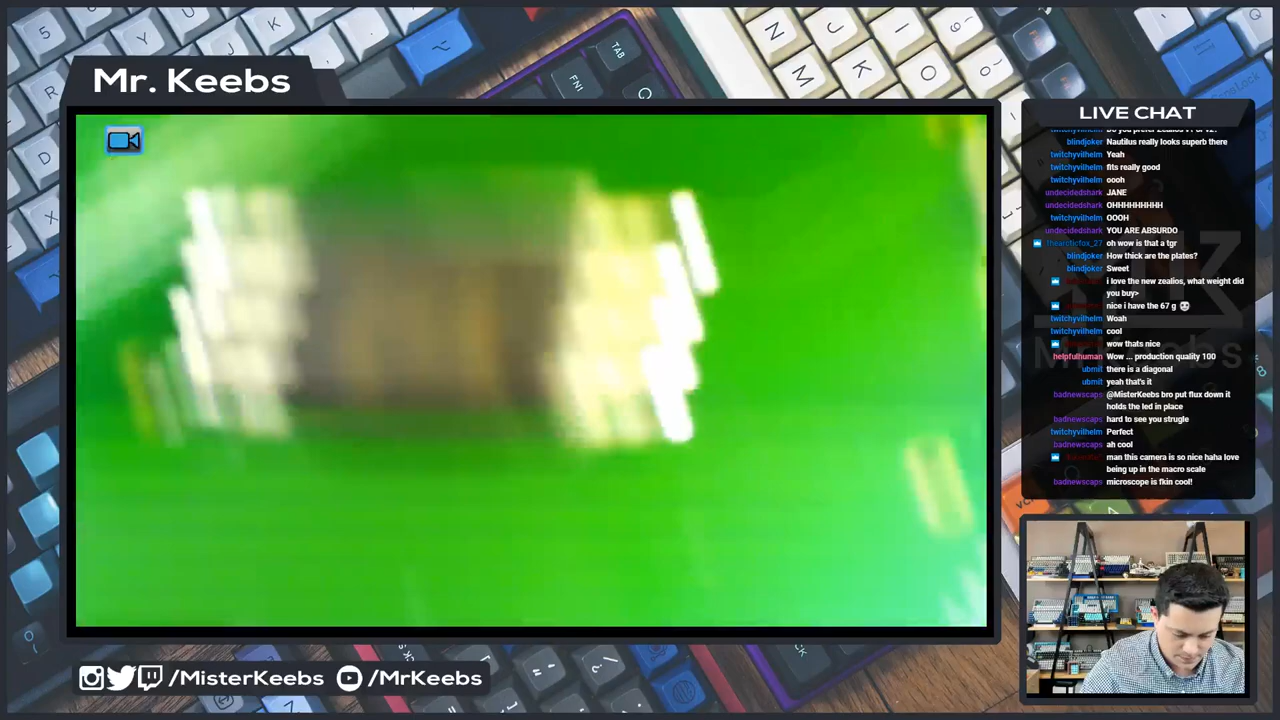 Mr. Keebs
LIVE CHAT
twitchyvilhelm
blindjoker Nautilus really looks superb there
twitchyvilhelm Yeah
twitchyvilhelm fits really good
twitchyvilhelm oooh
undecidedshark JANE
undecidedshark OHHHHHHHHH
twitchyvilhelm OOOH
undecidedshark YOU ARE ABSURDO
thearcticfox_27 oh wow is that a tgr
blindjoker How thick are the plates?
blindjoker Sweet
i love the new zealios, what weight did
you buy>
nice i have the 67 g
twitchyvilhelm Woah
twitchyvilhelm cool
wow thats nice
helpfulhuman Wow ... production quality 100
ubmit there is a diagonal
ubmit yeah that's it
badnewscaps @MisterKeebs bro put flux down it
holds the led in place
badnewscaps hard to see you strugle
twitchyvilhelm Perfect
badnewscaps ah cool
man this camera is so nice haha love
being up in the macro scale
badnewscaps microscope is fkin cool!
/MisterKeebs
/MrKeebs
TAB
FN1